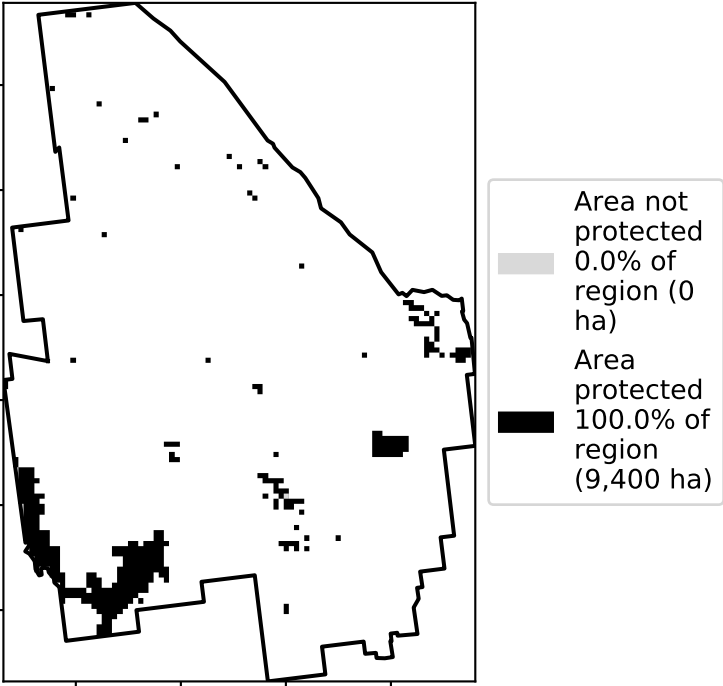 Area not
protected
0.0% of
region (0
ha)
Area
protected
100.0% of
region
(9,400 ha)